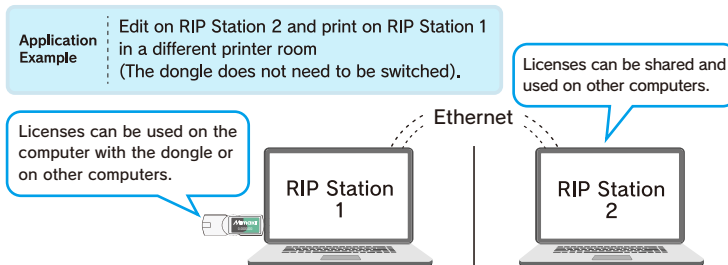 Application
Example
Edit on RIP Station 2 and print on RIP Station 1
in a different printer room
(The dongle does not need to be switched).
Licenses can be shared and
used on other computers.
Ethernet
Licenses can be used on the
computer with the dongle or
on other computers.
RIP Station
1
RIP Station
2